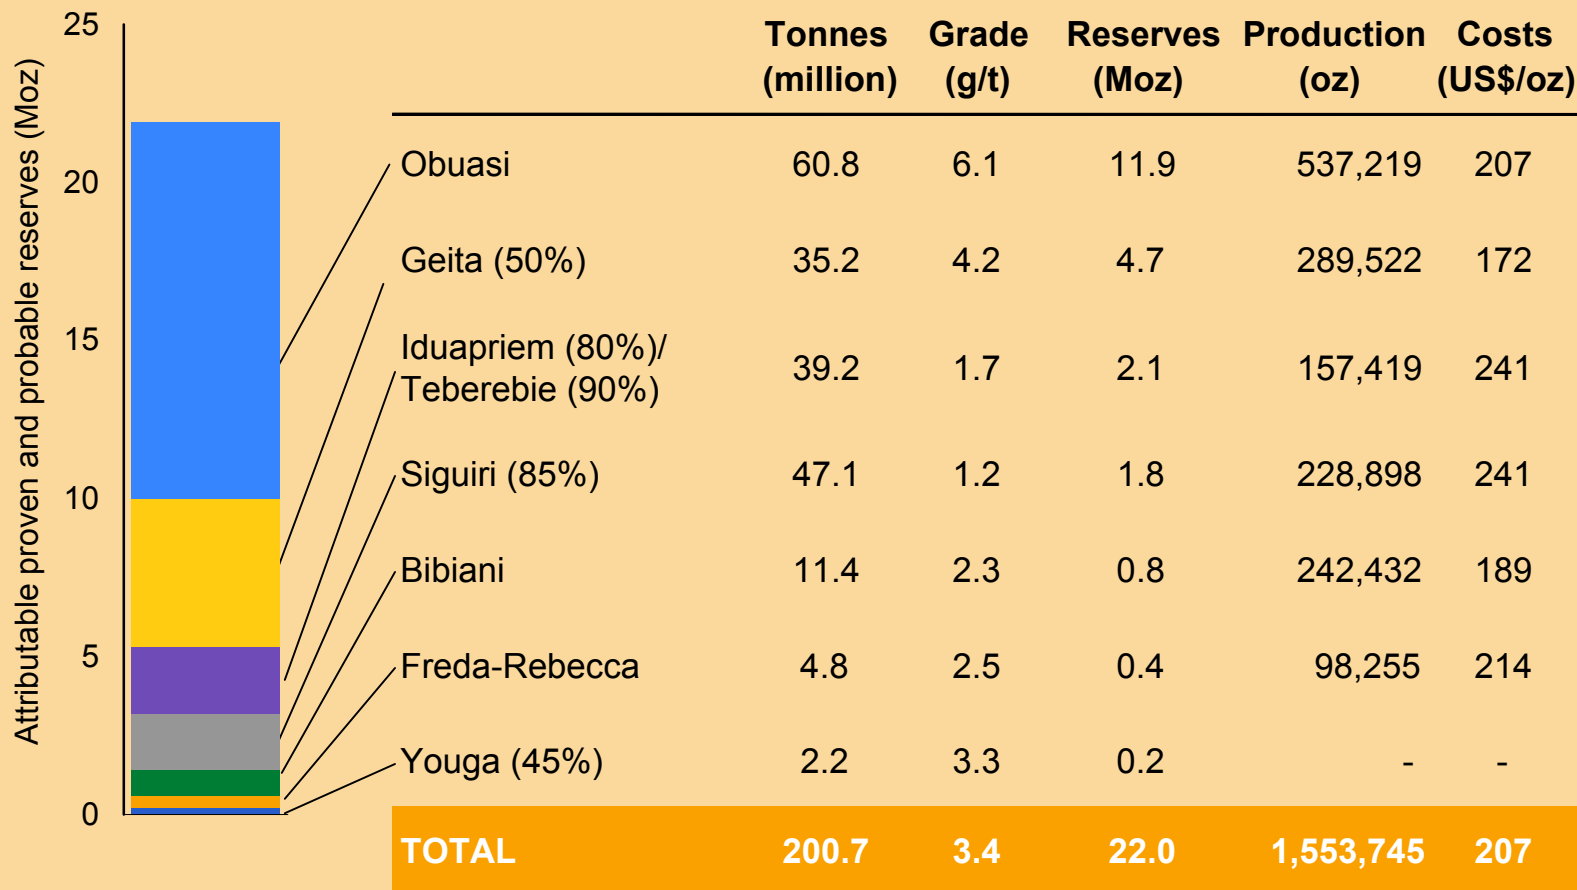 Attributable proven and probable reserves (Moz)
25
20
15
10
5
0
Tonnes Grade Reserves Production Costs
(million) (g/t) (Moz) (oz) (US$/oz)
Obuasi 60.8 6.1 11.9 537,219 207
Geita (50%) 35.2 4.2 4.7 289,522 172
Iduapriem (80%)/
Teberebie (90%) 39.2 1.7 2.1 157,419 241
Siguiri (85%) 47.1 1.2 1.8 228,898 241
Bibiani 11.4 2.3 0.8 242,432 189
Freda-Rebecca 4.8 2.5 0.4 98,255 214
Youga (45%) 2.2 3.3 0.2 - -
TOTAL 200.7 3.4 22.0 1,553,745 207